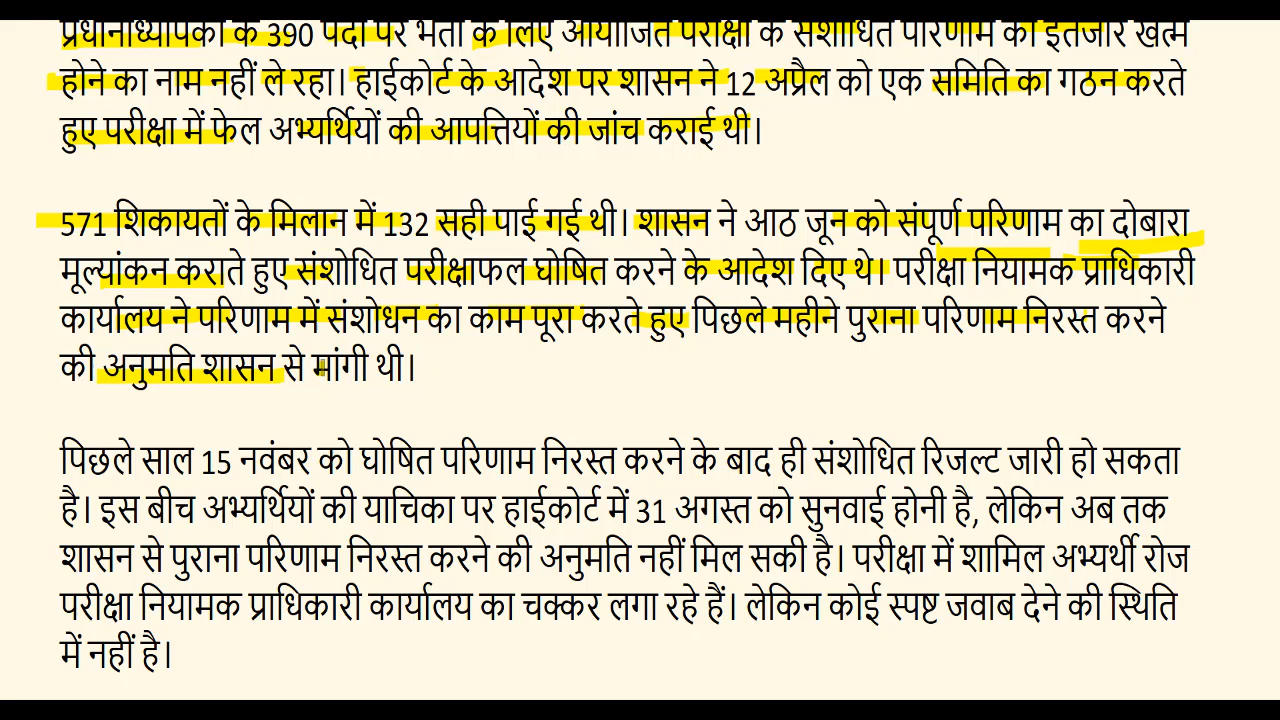 प्रधानाध्यापकों के 390 पदों पर भर्ती के लिए आयोजित परीक्षा के संशोधित परिणाम का इंतजार खत्म
होने का नाम नहीं ले रहा। हाईकोर्ट के आदेश पर शासन ने 12 अप्रैल को एक समिति का गठन करते
हुए परीक्षा में फेल अभ्यर्थियों की आपत्तियों की जांच कराई थी।
571 शिकायतों के मिलान में 132 सही पाई गई थी। शासन ने आठ जून को संपूर्ण परिणाम का दोबारा
मूल्यांकन कराते हुए संशोधित परीक्षाफल घोषित करने के आदेश दिए थे। परीक्षा नियामक प्राधिकारी
कार्यालय ने परिणाम में संशोधन का काम पूरा करते हुए पिछले महीने पुराना परिणाम निरस्त करने
की अनुमति शासन से मांगी थी।
पिछले साल 15 नवंबर को घोषित परिणाम निरस्त करने के बाद ही संशोधित रिजल्ट जारी हो सकता
है। इस बीच अभ्यर्थियों की याचिका पर हाईकोर्ट में 31 अगस्त को सुनवाई होनी है, लेकिन अब तक
शासन से पुराना परिणाम निरस्त करने की अनुमति नहीं मिल सकी है। परीक्षा में शामिल अभ्यर्थी रोज
परीक्षा नियामक प्राधिकारी कार्यालय का चक्कर लगा रहे हैं। लेकिन कोई स्पष्ट जवाब देने की स्थिति
में नहीं है।